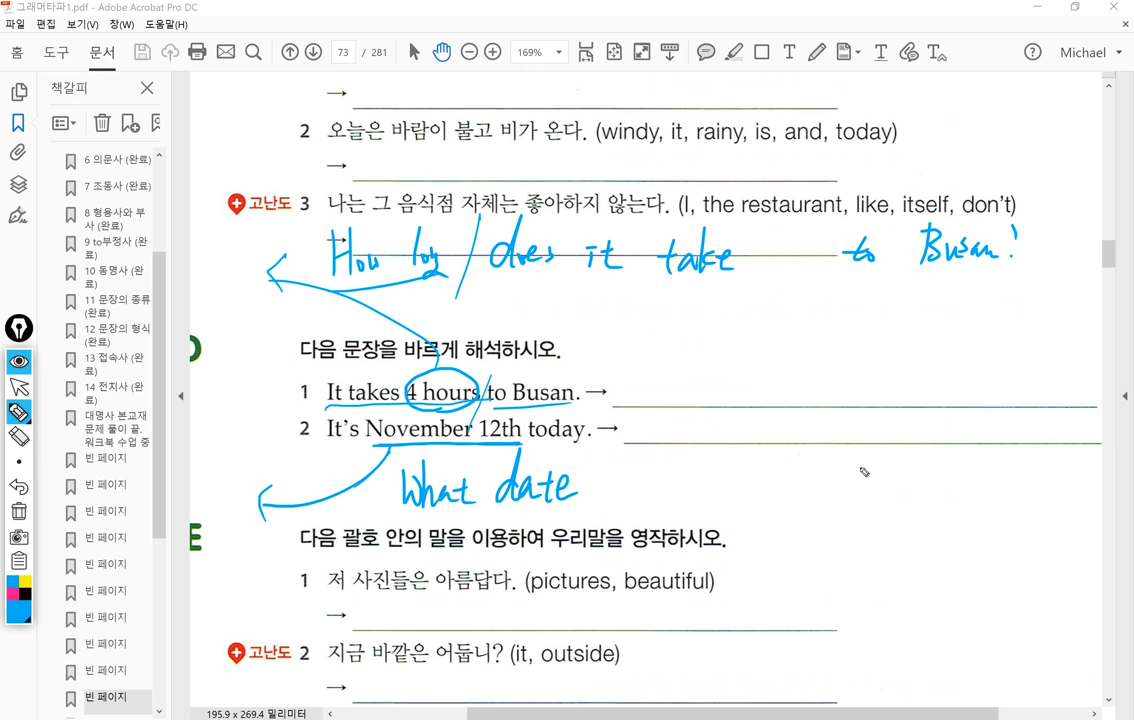 그래머타파1.pdf - Adobe Acrobat Pro DC
파일 편집 보기(V) 창(W) 도움말(H)
홈 도구 문서 73 / 281 169% Michael
책갈피
6 의문사 (완료)
7 조동사 (완료)
8 형용사와 부
사 (완료)
9 to부정사 (완
료)
10 동명사 (완
료)
11 문장의 종류
(완료)
12 문장의 형식
(완료)
13 접속사 (완
료)
14 전치사 (완
료)
대명사 본교재
문제 풀이 끝.
워크북 수업 중
빈 페이지
빈 페이지
빈 페이지
빈 페이지
빈 페이지
빈 페이지
빈 페이지
빈 페이지
빈 페이지
빈 페이지
→
2 오늘은 바람이 불고 비가 온다. (windy, it, rainy, is, and, today)
→
고난도 3 나는 그 음식점 자체는 좋아하지 않는다. (I, the restaurant, like, itself, don't)
→
How long / does it take to Busan?
D 다음 문장을 바르게 해석하시오.
1 It takes 4 hours / to Busan. →
2 It's November 12th today. →
What date
E 다음 괄호 안의 말을 이용하여 우리말을 영작하시오.
1 저 사진들은 아름답다. (pictures, beautiful)
→
고난도 2 지금 바깥은 어둡니? (it, outside)
→
195.9 x 269.4 밀리미터